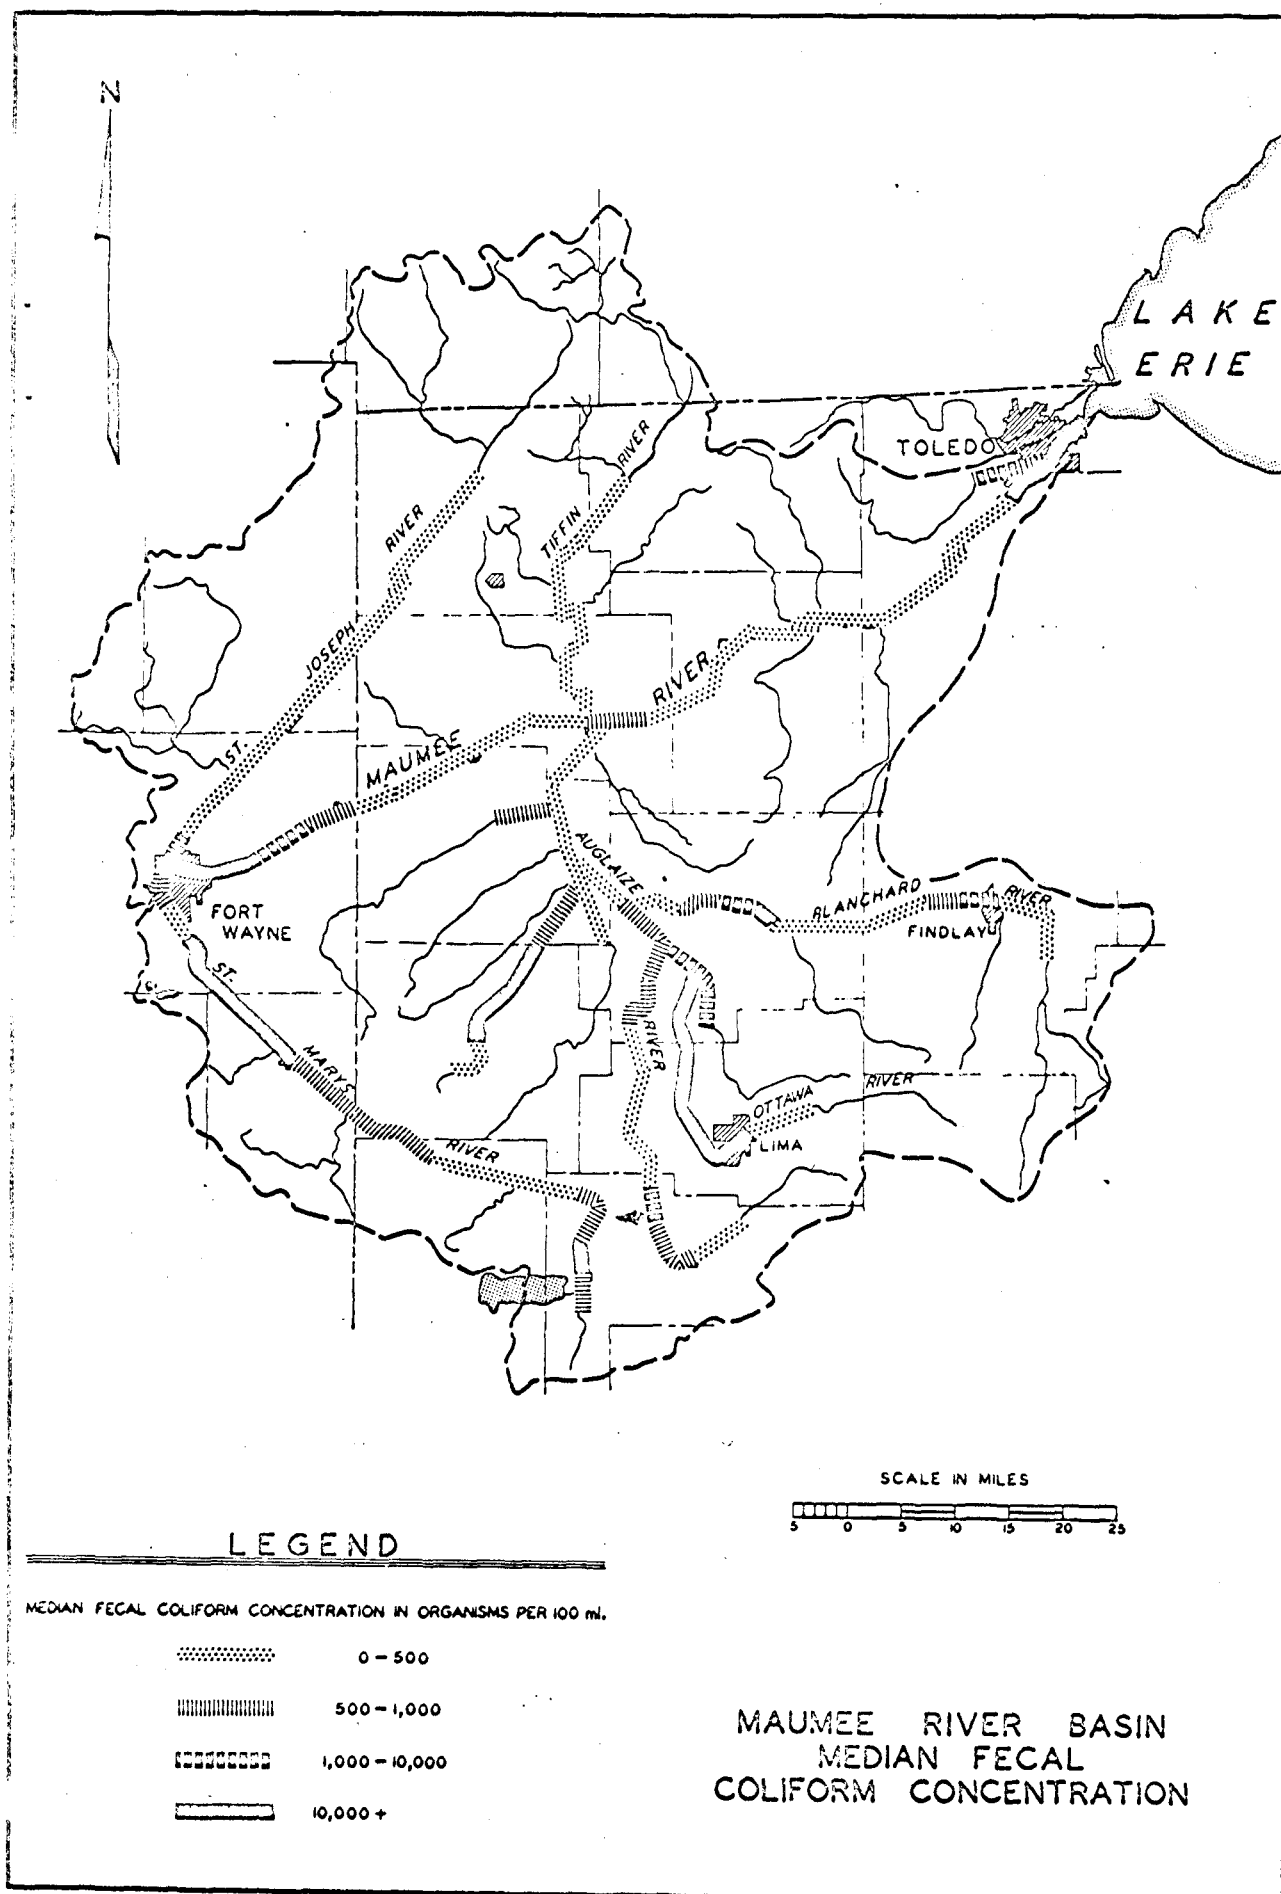 N
LAKE
ERIE
TOLEDO
RIVER
TIFFIN
RIVER
JOSEPH
ST.
RIVER
MAUMEE
AUGLAIZE
BLANCHARD
RIVER
FINDLAY
FORT
WAYNE
ST.
MARYS
RIVER
RIVER
OTTAWA
RIVER
LIMA
SCALE IN MILES
5 0 5 10 15 20 25
LEGEND
MEDIAN FECAL COLIFORM CONCENTRATION IN ORGANISMS PER 100 ml.
0-500
500-1,000
1,000-10,000
10,000+
MAUMEE RIVER BASIN
MEDIAN FECAL
COLIFORM CONCENTRATION